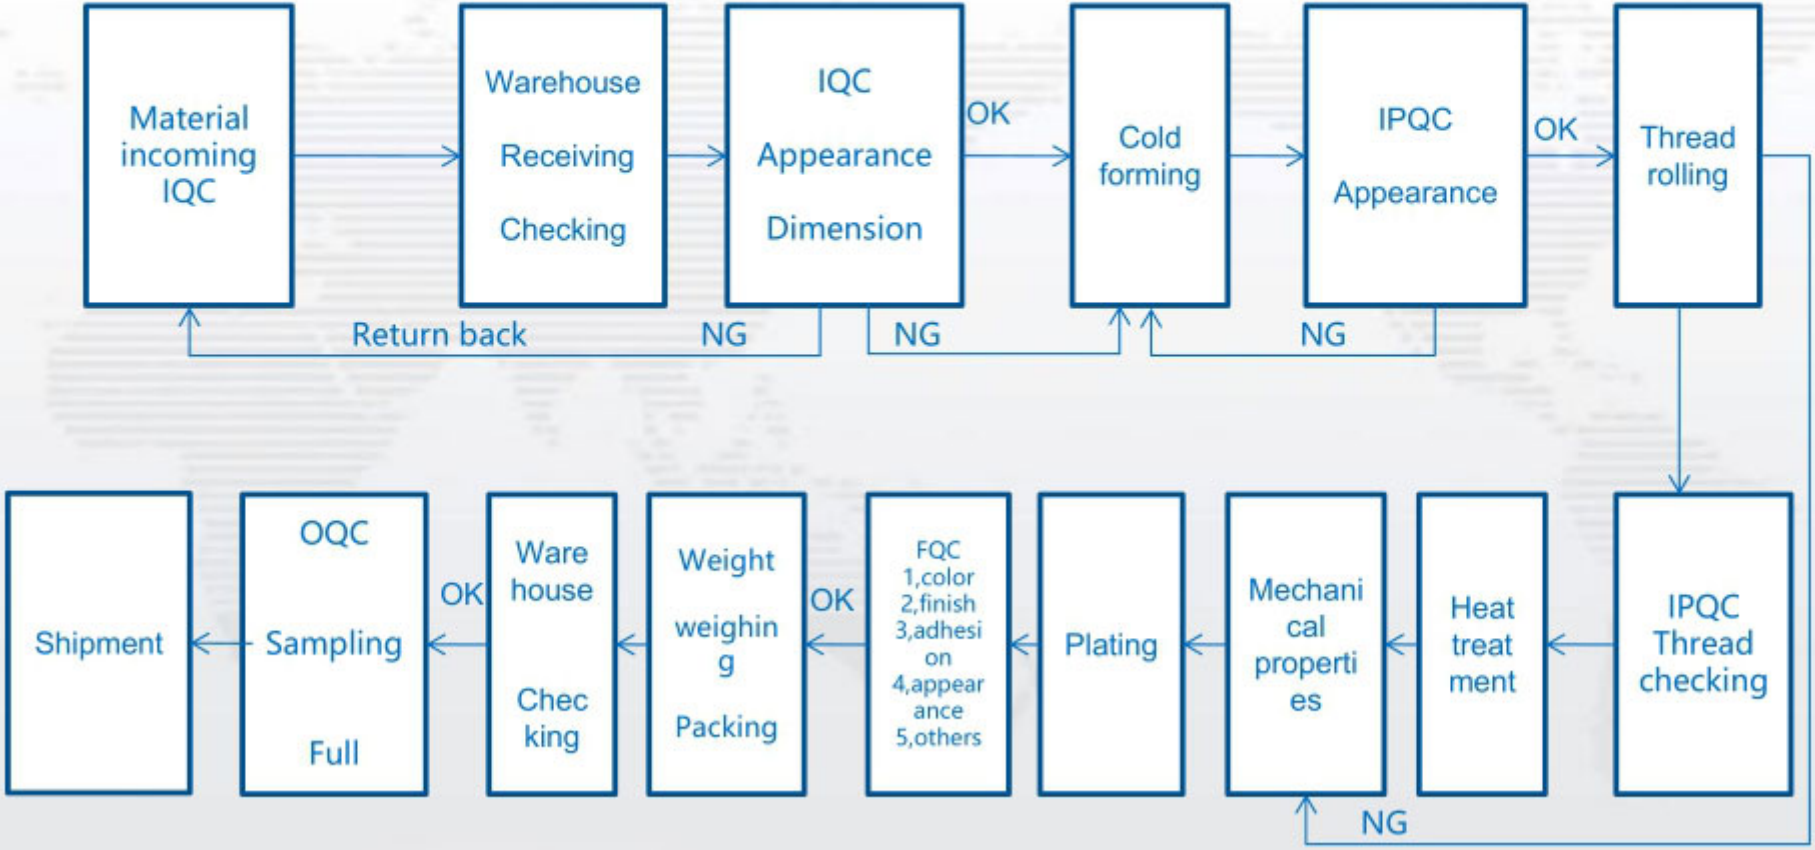 Material
incoming
IQC
Warehouse
Receiving
Checking
IQC
Appearance
Dimension
OK
Cold
forming
IPQC
Appearance
OK
Thread
rolling
Return back
NG
NG
NG
Shipment
OQC
Sampling
Full
OK
Ware
house
Chec
king
Weight
weighin
g
Packing
OK
FQC
1,color
2,finish
3,adhesi
on
4,appear
ance
5,others
Plating
Mechani
cal
properti
es
Heat
treat
ment
IPQC
Thread
checking
NG